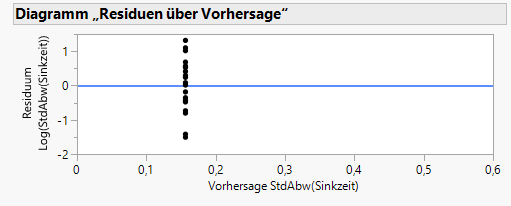 Diagramm „Residuen über Vorhersage“
Residuum
Log(StdAbw(Sinkzeit))
1
0
-1
-2
0
0,1
0,2
0,3
0,4
0,5
0,6
Vorhersage StdAbw(Sinkzeit)